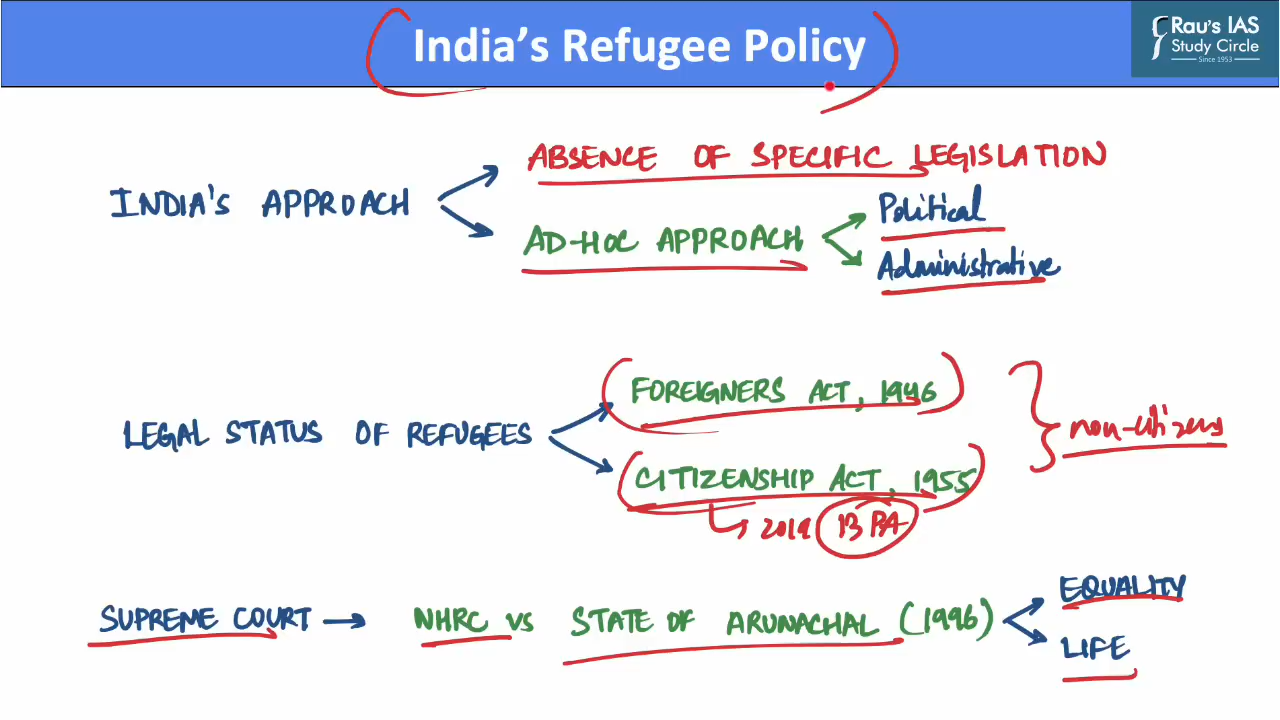 India's Refugee Policy
Rau's IAS
Study Circle
Since 1953
INDIA'S APPROACH
ABSENCE OF SPECIFIC LEGISLATION
AD-HOC APPROACH
Political
Administrative
LEGAL STATUS OF REFUGEES
FOREIGNERS ACT, 1946
CITIZENSHIP ACT, 1955
non-citizens
2019 B PA
SUPREME COURT → NHRC vs STATE OF ARUNACHAL (1996)
EQUALITY
LIFE